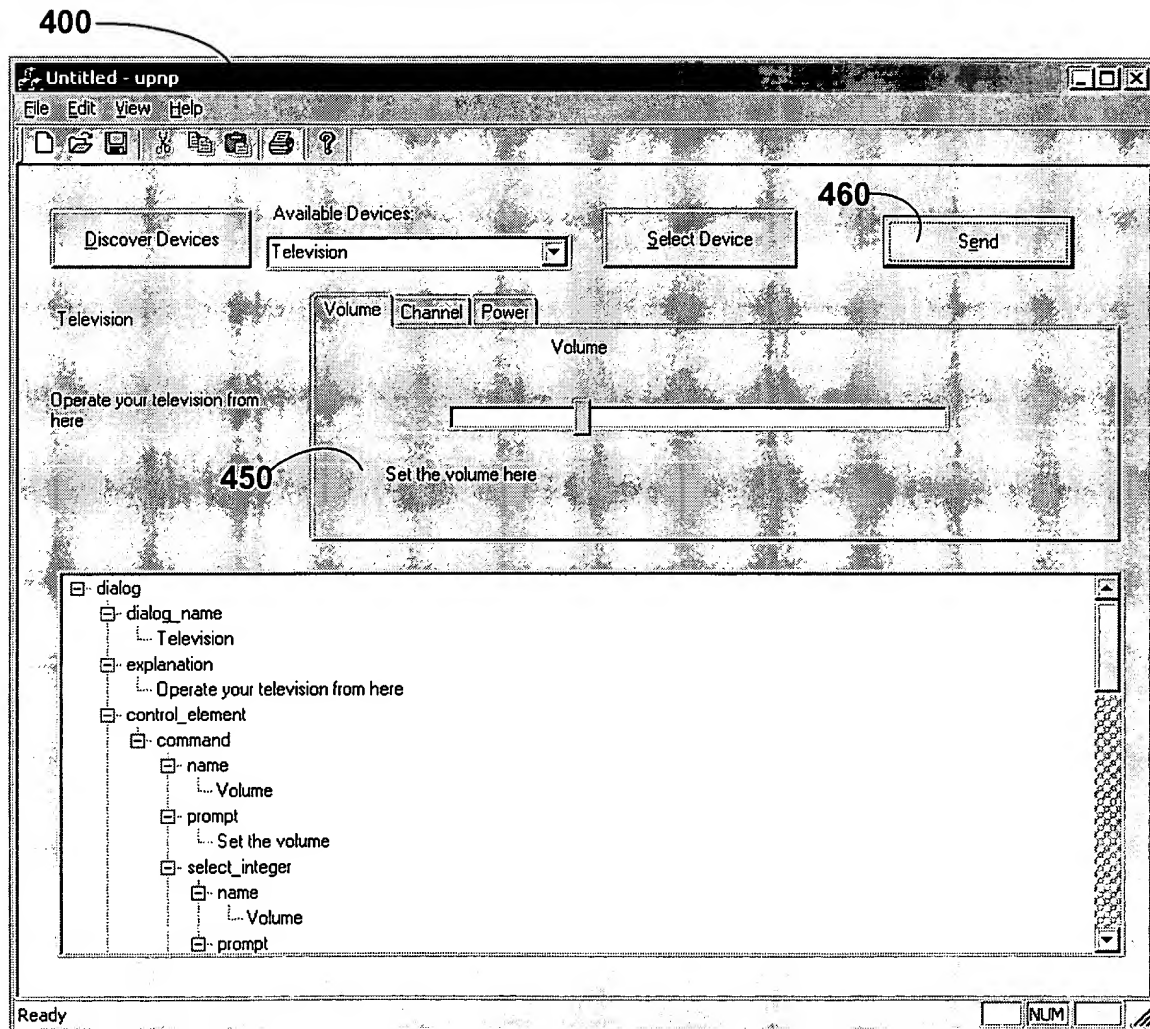 400
Untitled - upnp
File Edit View Help
Discover Devices
Available Devices:
Television
Select Device
460
Send
Television
Volume Channel Power
Volume
Operate your television from
here
450
Set the volume here
dialog
dialog_name
Television
explanation
Operate your television from here
control_element
command
name
Volume
prompt
Set the volume
select_integer
name
Volume
prompt
Ready
NUM